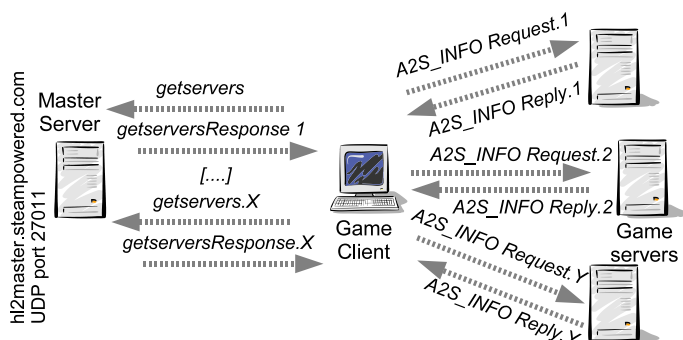 hl2master.steampowered.com
UDP port 27011
Master
Server
getservers
getserversResponse 1
[....]
getservers.X
getserversResponse.X
Game
Client
A2S_INFO Request.1
A2S_INFO Reply.1
A2S_INFO Request.2
A2S_INFO Reply.2
A2S_INFO Request.Y
A2S_INFO Reply.Y
Game
servers